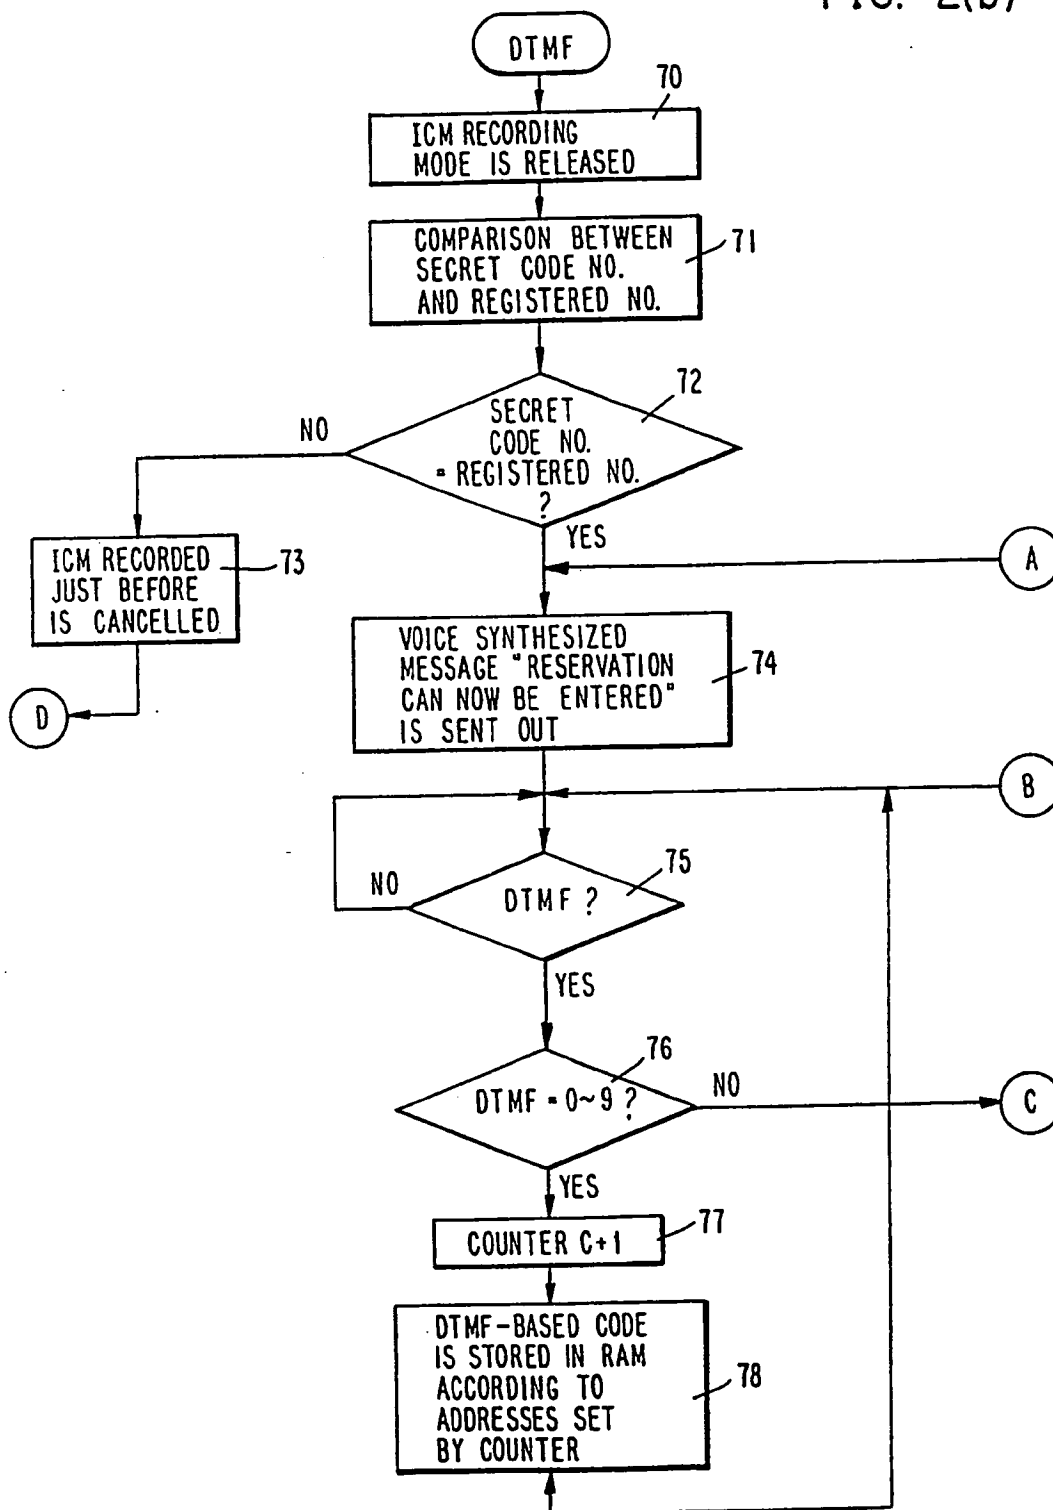 FIG. 2(b)
DTMF
70
ICM RECORDING
MODE IS RELEASED
COMPARISON BETWEEN
SECRET CODE NO.
AND REGISTERED NO.
71
72
SECRET
CODE NO.
= REGISTERED NO.
?
NO
YES
A
ICM RECORDED
JUST BEFORE
IS CANCELLED
73
VOICE SYNTHESIZED
MESSAGE "RESERVATION
CAN NOW BE ENTERED"
IS SENT OUT
74
D
B
75
DTMF ?
NO
YES
76
DTMF = 0~9 ?
NO
C
YES
77
COUNTER C+1
DTMF-BASED CODE
IS STORED IN RAM
ACCORDING TO
ADDRESSES SET
BY COUNTER
78